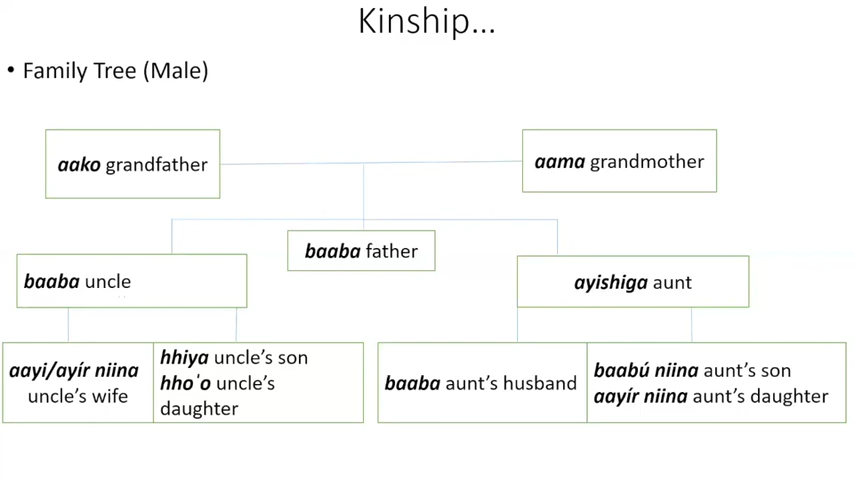 Kinship...
• Family Tree (Male)
aako grandfather
aama grandmother
baaba father
baaba uncle
ayishiga aunt
aayi/ayír niina
uncle’s wife
hhiya uncle’s son
hhoˈo uncle’s
daughter
baaba aunt’s husband
baabú niina aunt’s son
aayír niina aunt’s daughter